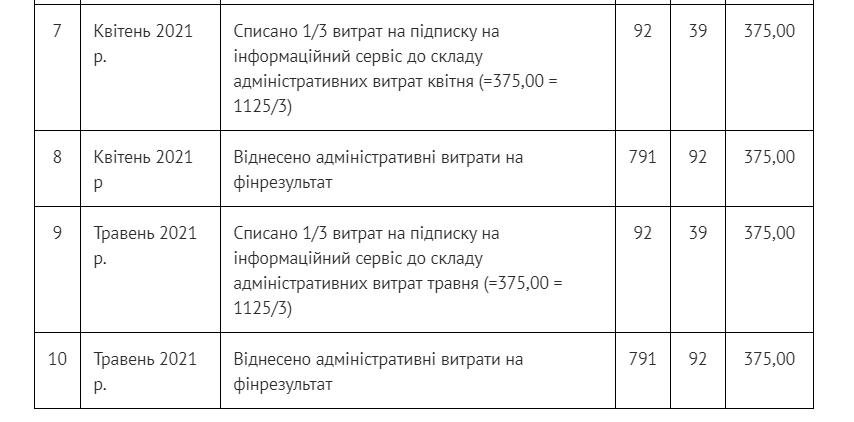 7 Квітень 2021 Списано 1/3 витрат на підписку на 92 39 375,00
р. інформаційний сервіс до складу
адміністративних витрат квітня (=375,00 =
1125/3)
8 Квітень 2021 Віднесено адміністративні витрати на 791 92 375,00
р фінрезультат
9 Травень 2021 Списано 1/3 витрат на підписку на 92 39 375,00
р. інформаційний сервіс до складу
адміністративних витрат травня (=375,00 =
1125/3)
10 Травень 2021 Віднесено адміністративні витрати на 791 92 375,00
р. фінрезультат